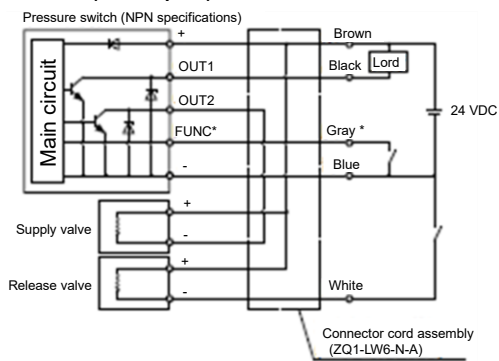 Pressure switch (NPN specifications)
Main circuit
+
OUT1
OUT2
FUNC*
-
Brown
Black
Lord
Gray *
Blue
24 VDC
Supply valve
+
-
Release valve
+
-
White
Connector cord assembly
(ZQ1-LW6-N-A)